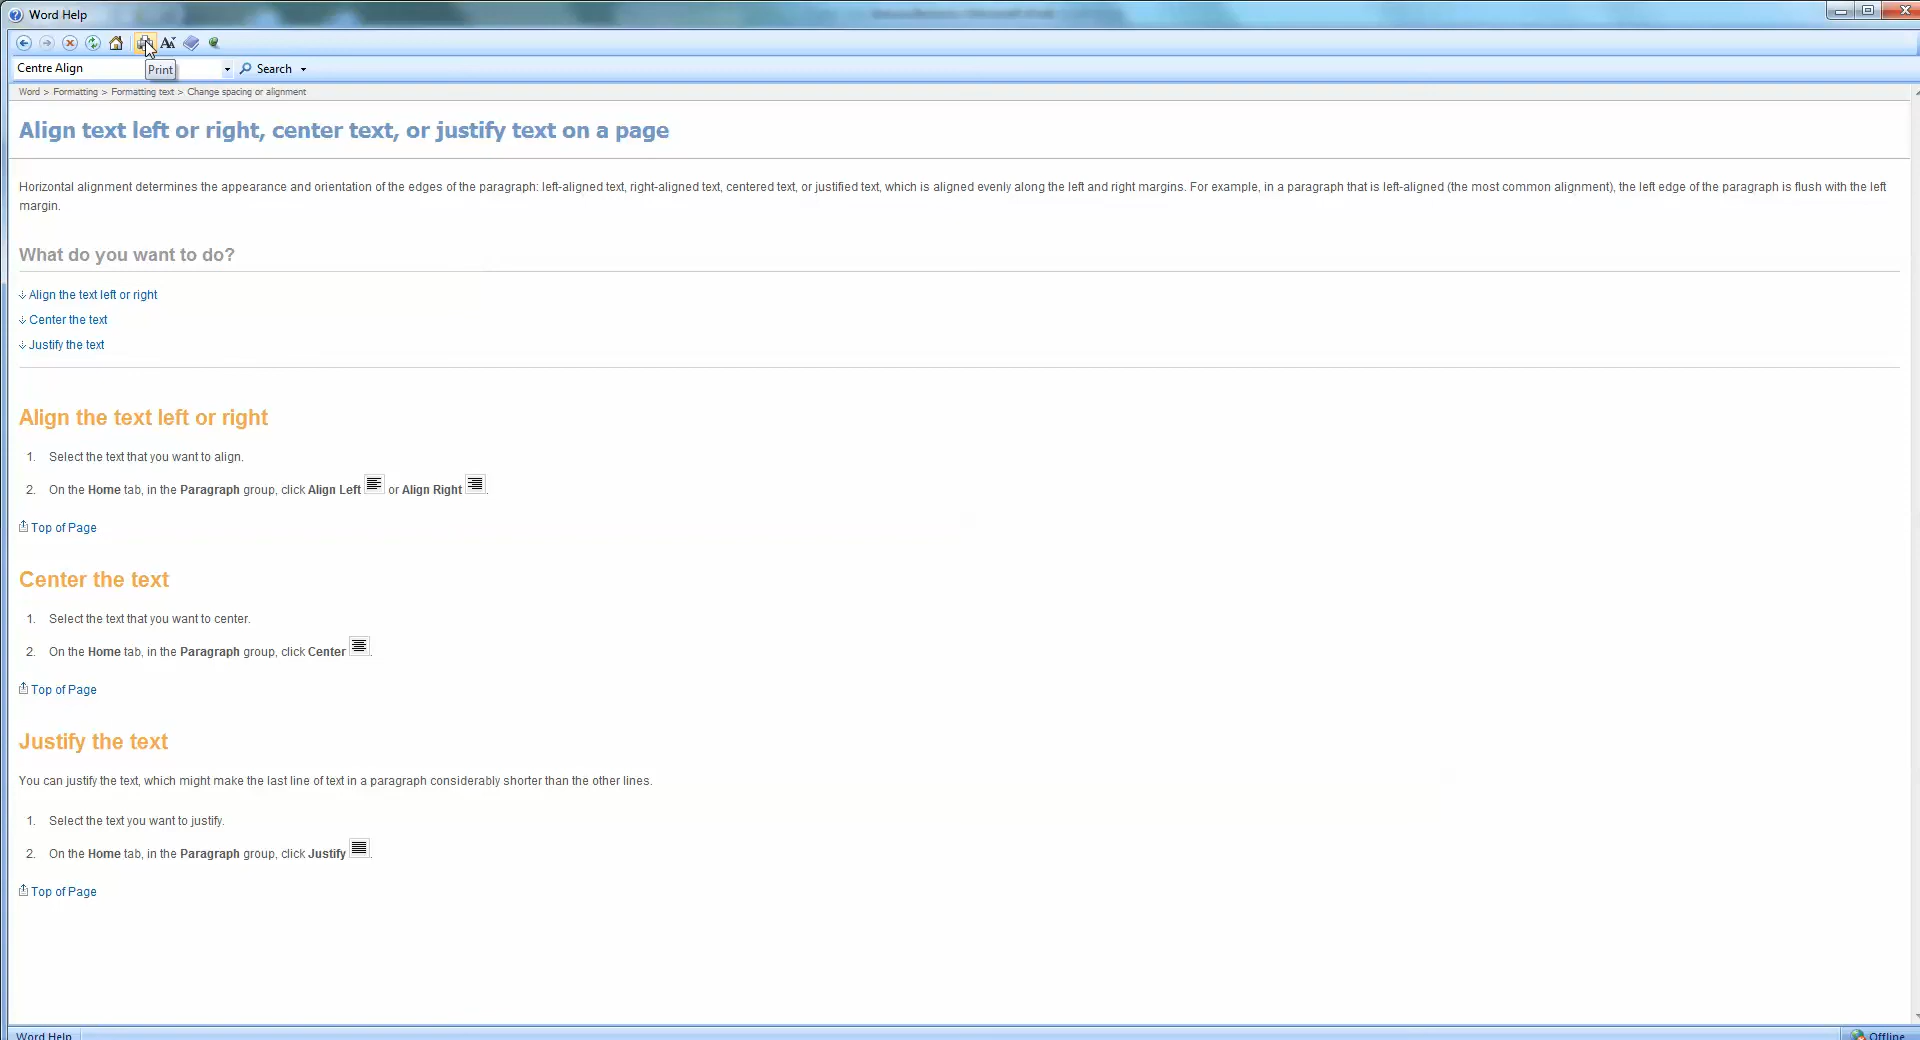 Word Help
Centre Align
Print
Search
Word > Formatting > Formatting text > Change spacing or alignment
Align text left or right, center text, or justify text on a page
Horizontal alignment determines the appearance and orientation of the edges of the paragraph: left-aligned text, right-aligned text, centered text, or justified text, which is aligned evenly along the left and right margins. For example, in a paragraph that is left-aligned (the most common alignment), the left edge of the paragraph is flush with the left
margin.
What do you want to do?
Align the text left or right
Center the text
Justify the text
Align the text left or right
1. Select the text that you want to align.
2. On the Home tab, in the Paragraph group, click Align Left or Align Right .
Top of Page
Center the text
1. Select the text that you want to center.
2. On the Home tab, in the Paragraph group, click Center .
Top of Page
Justify the text
You can justify the text, which might make the last line of text in a paragraph considerably shorter than the other lines.
1. Select the text you want to justify.
2. On the Home tab, in the Paragraph group, click Justify .
Top of Page
Word Help
Offline